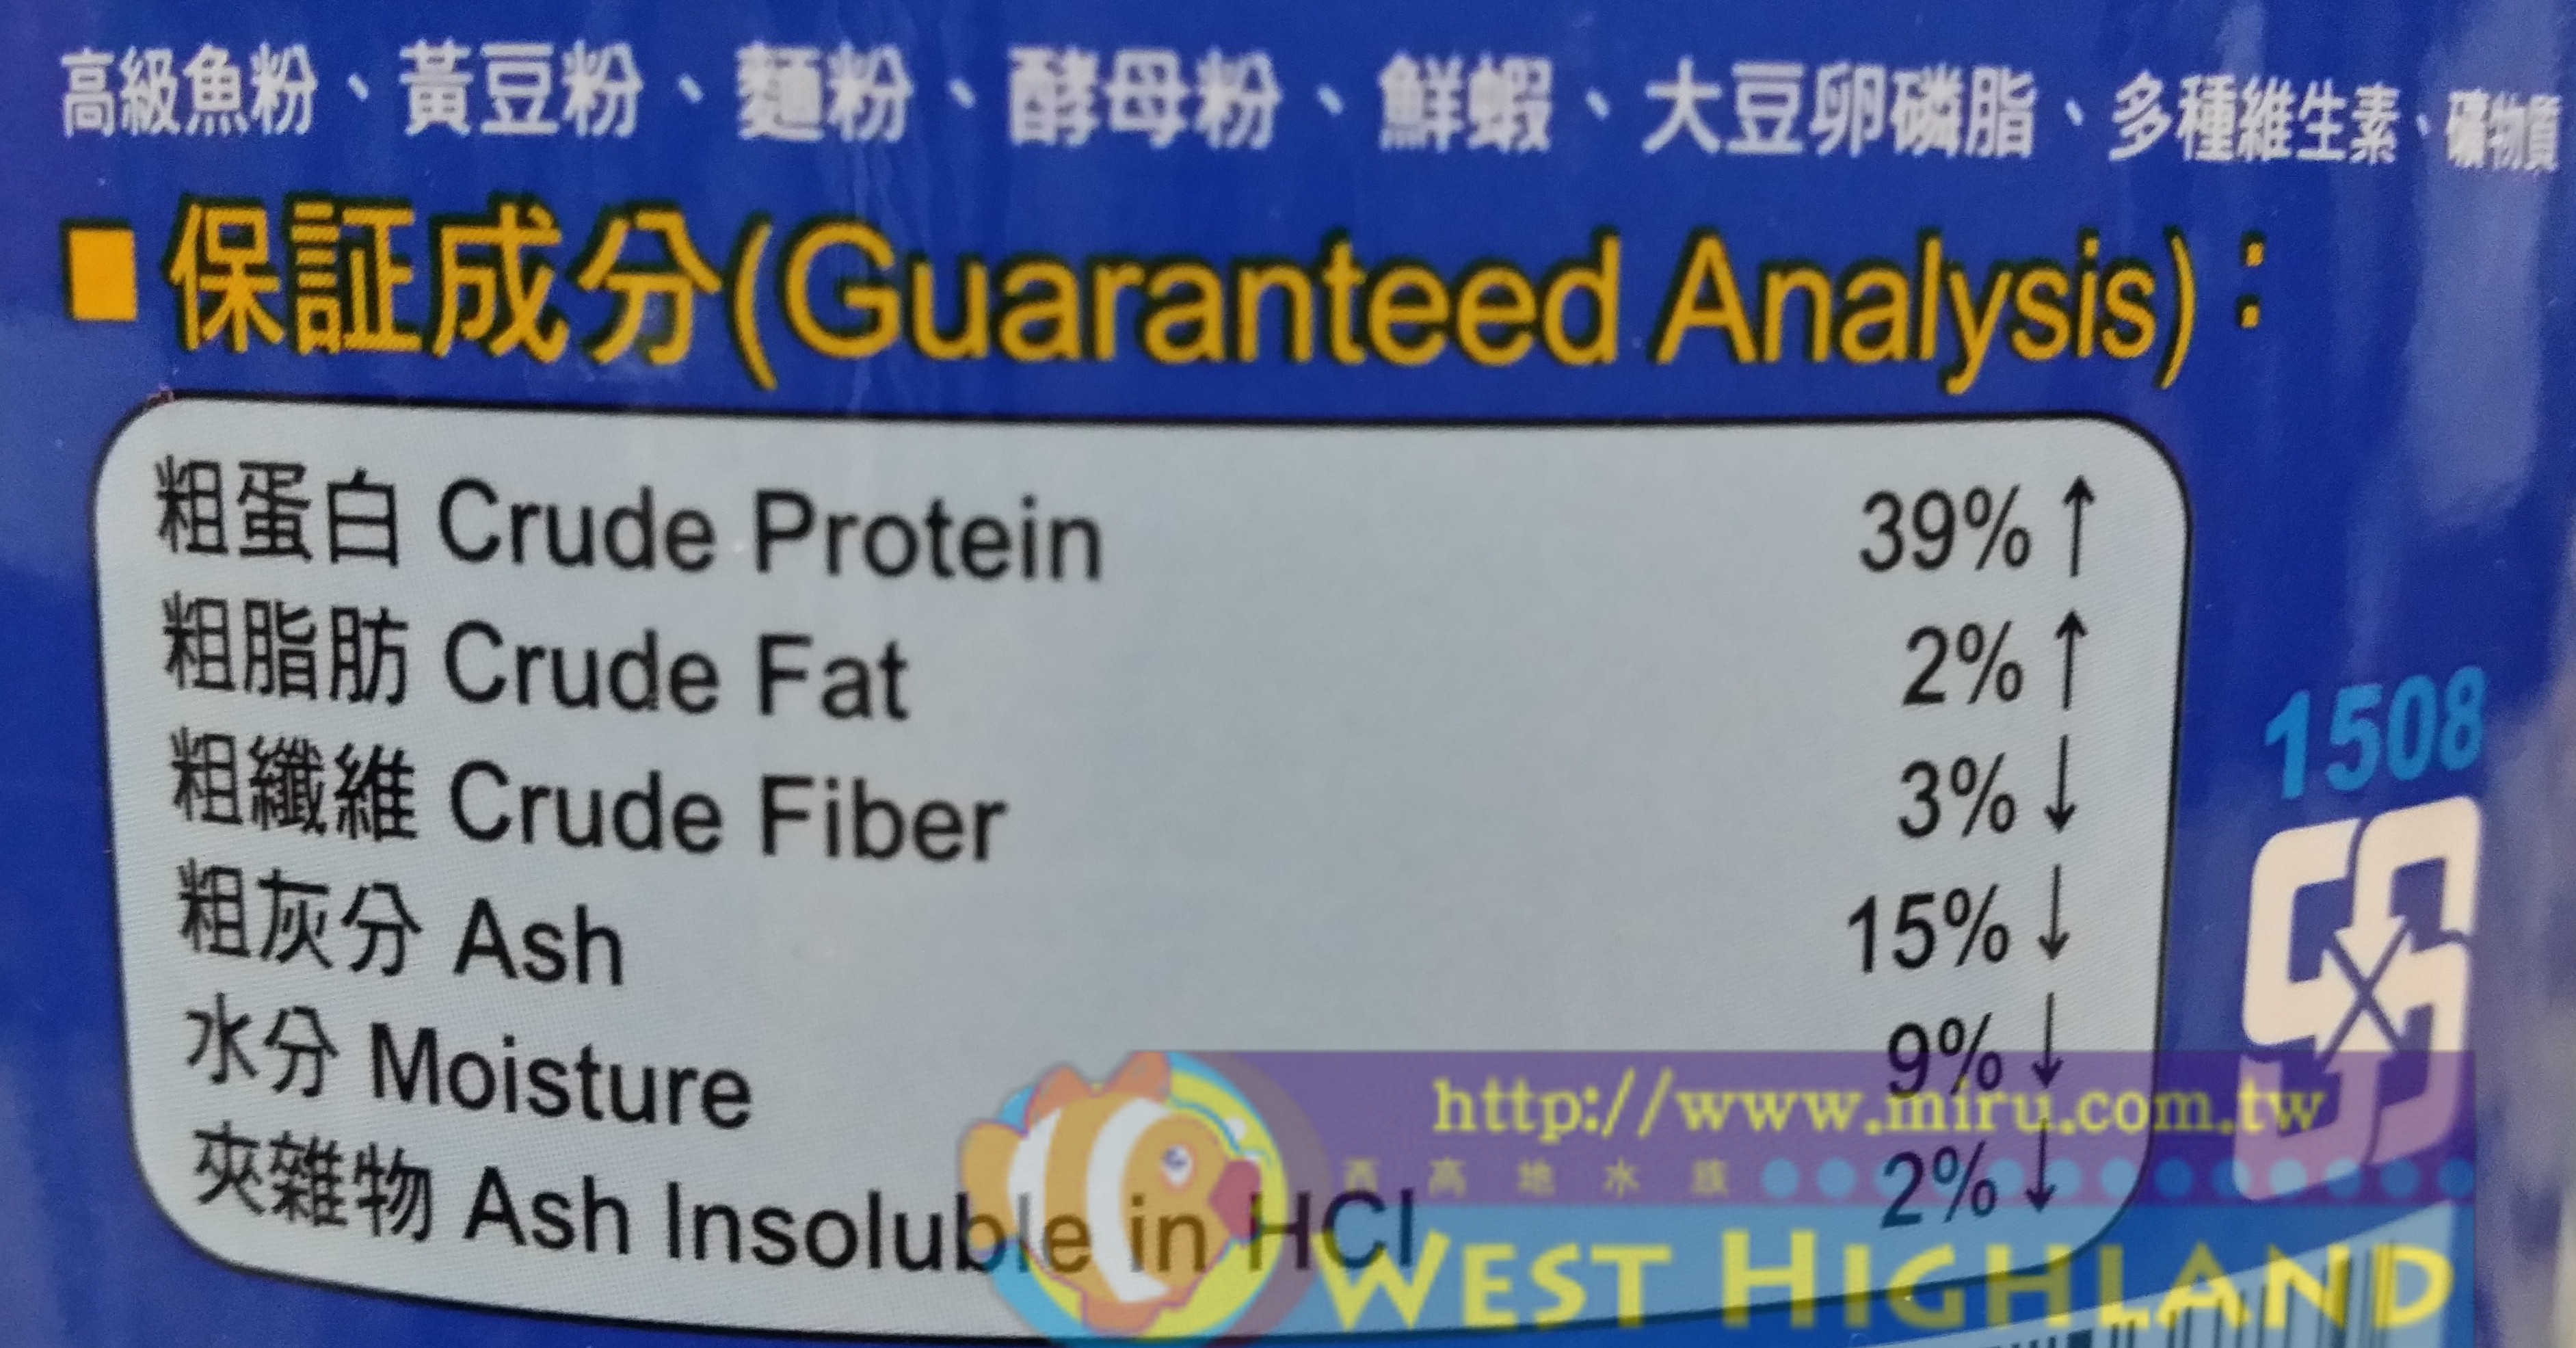 高級魚粉、黃豆粉、麵粉、酵母粉、鮮蝦、大豆卵磷脂、多種維生素、礦物質
■保証成分(Guaranteed Analysis)：
粗蛋白 Crude Protein 39%↑
粗脂肪 Crude Fat 2%↑
粗纖維 Crude Fiber 3%↓
粗灰分 Ash 15%↓
水分 Moisture 9%↓
夾雜物 Ash Insoluble in HCl 2%↓
1508
http://www.miru.com.tw
西高地水族
WEST HIGHLAND